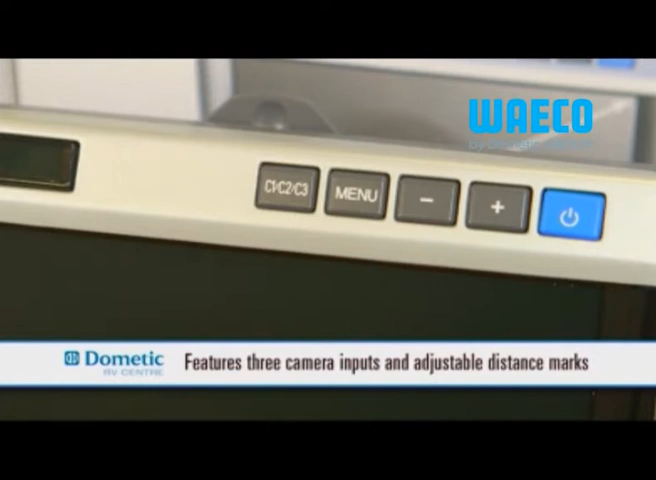 WAECO
C1/C2/C3 MENU − +
Dometic
RV CENTRE
Features three camera inputs and adjustable distance marks